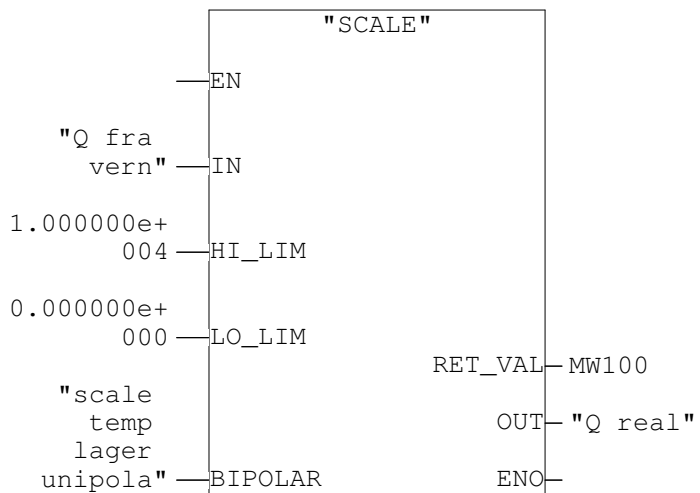 "SCALE"
EN
"Q fra
vern"
IN
1.000000e+
004
HI_LIM
0.000000e+
000
LO_LIM
RET_VAL
MW100
"scale
temp
lager
unipola"
BIPOLAR
OUT
"Q real"
ENO